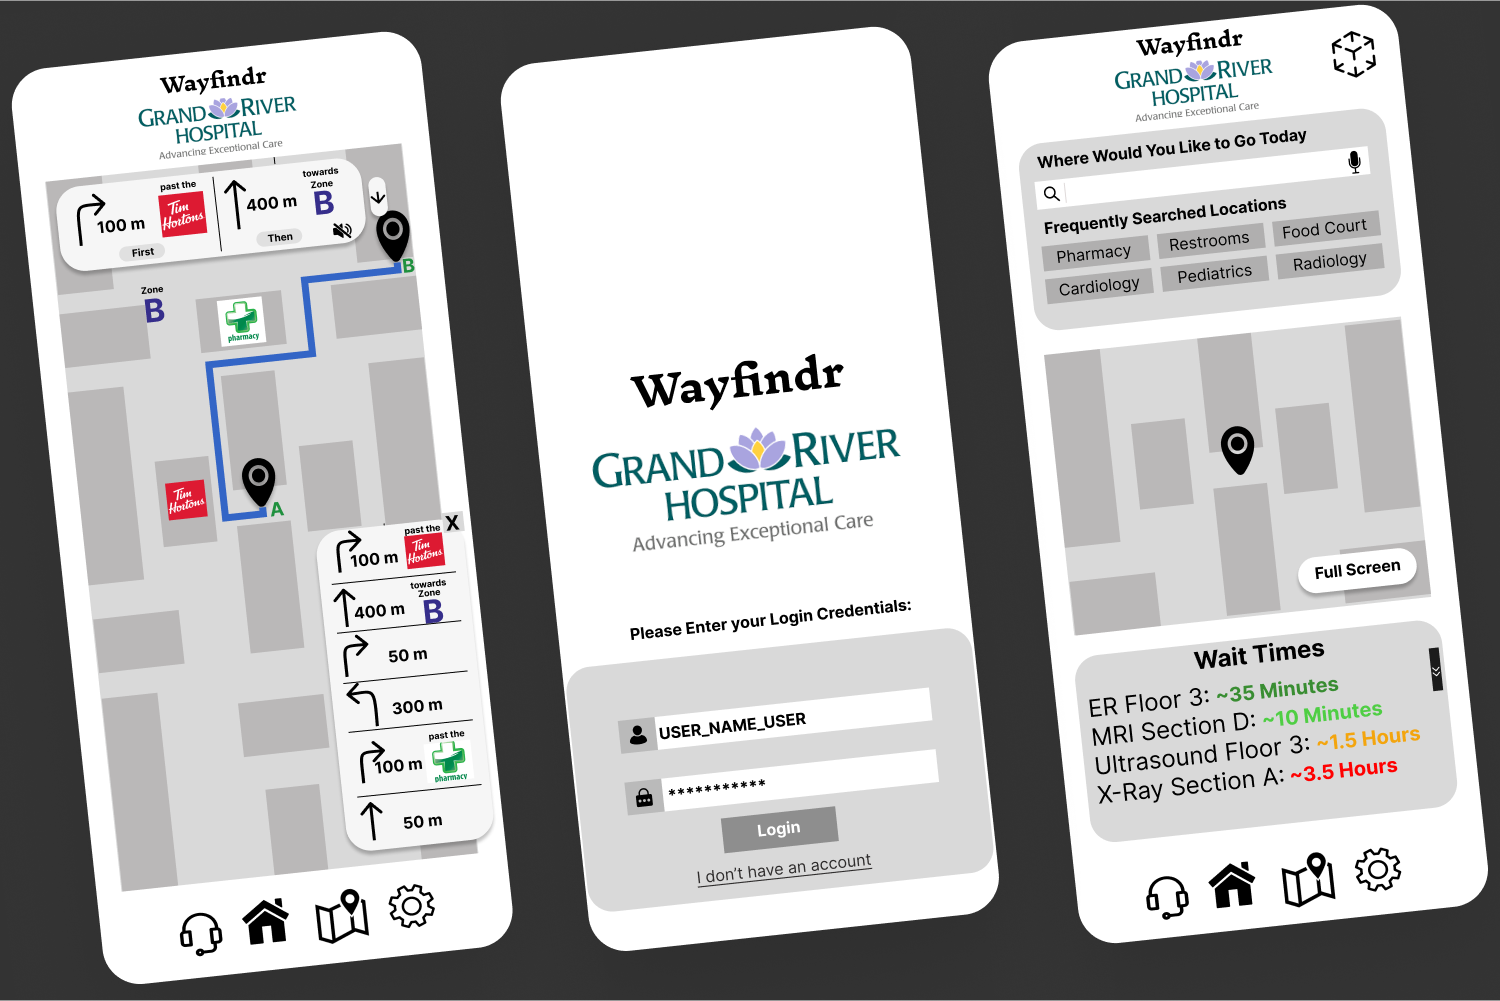 Wayfindr
GRAND RIVER
HOSPITAL
Advancing Exceptional Care
100 m
past the
Tim
Hortons
First
400 m
towards
Zone
B
Then
B
Zone
B
pharmacy
Tim
Hortons
A
X
100 m
past the
Tim
Hortons
400 m
towards
Zone
B
50 m
300 m
100 m
past the
pharmacy
50 m
Wayfindr
GRAND RIVER
HOSPITAL
Advancing Exceptional Care
Please Enter your Login Credentials:
USER_NAME_USER
***********
Login
I don't have an account
Wayfindr
GRAND RIVER
HOSPITAL
Advancing Exceptional Care
Where Would You Like to Go Today
Frequently Searched Locations
Pharmacy Restrooms Food Court
Cardiology Pediatrics Radiology
Full Screen
Wait Times
ER Floor 3: ~35 Minutes
MRI Section D: ~10 Minutes
Ultrasound Floor 3: ~1.5 Hours
X-Ray Section A: ~3.5 Hours